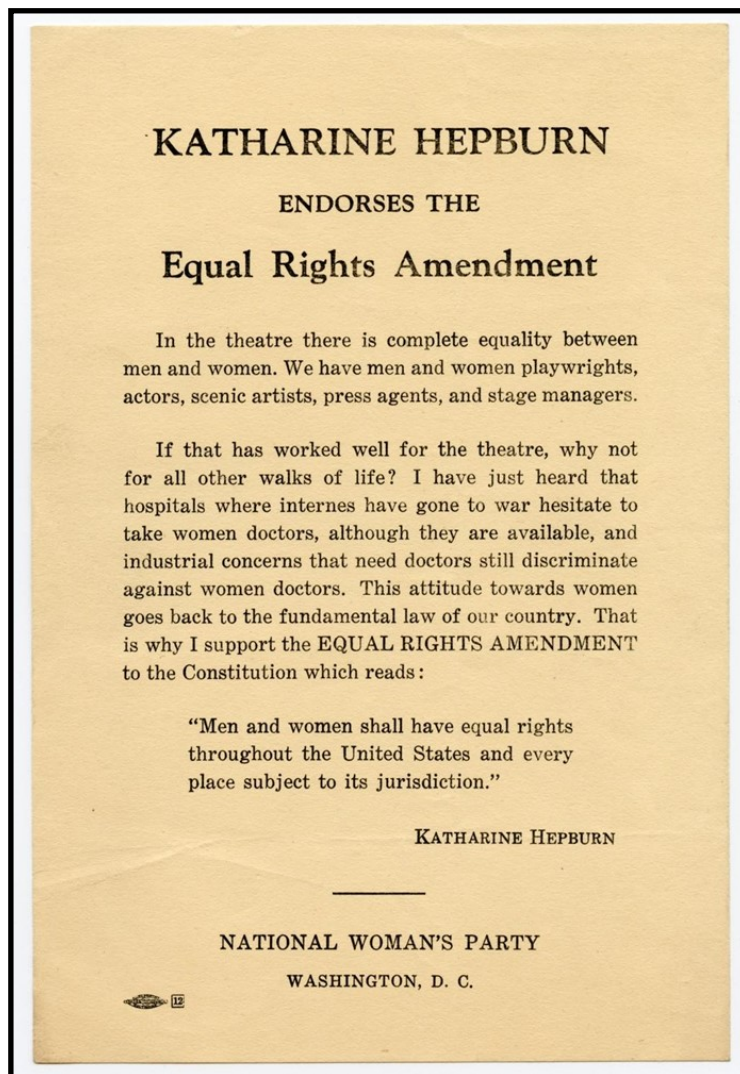 KATHARINE HEPBURN
ENDORSES THE
Equal Rights Amendment
In the theatre there is complete equality between
men and women. We have men and women playwrights,
actors, scenic artists, press agents, and stage managers.
If that has worked well for the theatre, why not
for all other walks of life? I have just heard that
hospitals where internes have gone to war hesitate to
take women doctors, although they are available, and
industrial concerns that need doctors still discriminate
against women doctors. This attitude towards women
goes back to the fundamental law of our country. That
is why I support the EQUAL RIGHTS AMENDMENT
to the Constitution which reads:
“Men and women shall have equal rights
throughout the United States and every
place subject to its jurisdiction.”
KATHARINE HEPBURN
NATIONAL WOMAN'S PARTY
WASHINGTON, D. C.
12